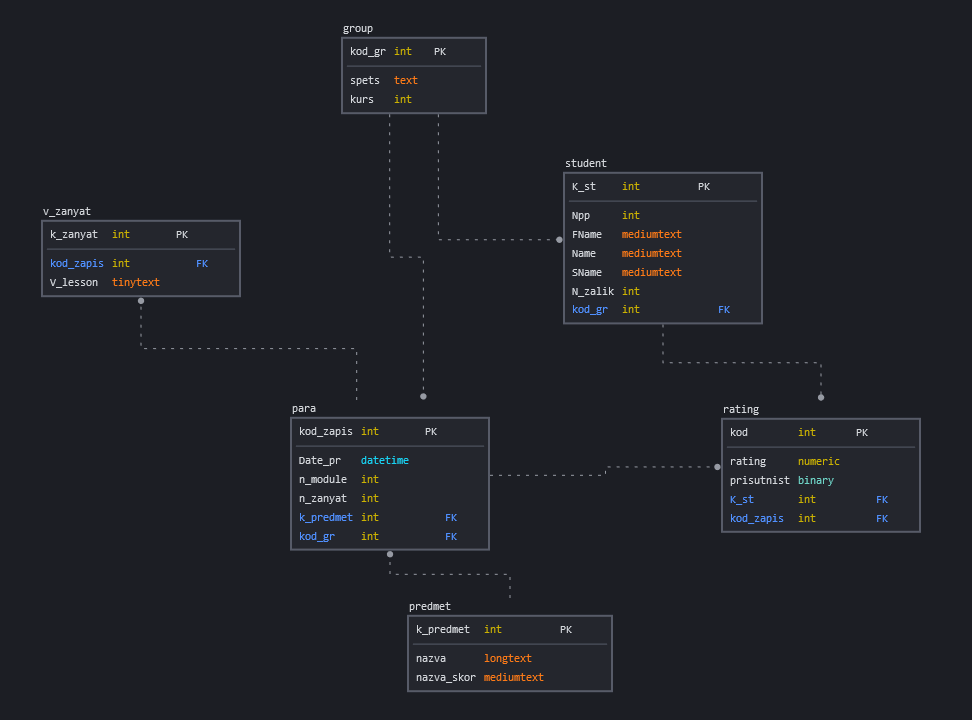 group
kod_gr int PK
spets text
kurs int
student
K_st int PK
Npp int
FName mediumtext
Name mediumtext
SName mediumtext
N_zalik int
kod_gr int FK
v_zanyat
k_zanyat int PK
kod_zapis int FK
V_lesson tinytext
para
kod_zapis int PK
Date_pr datetime
n_module int
n_zanyat int
k_predmet int FK
kod_gr int FK
rating
kod int PK
rating numeric
prisutnist binary
K_st int FK
kod_zapis int FK
predmet
k_predmet int PK
nazva longtext
nazva_skor mediumtext